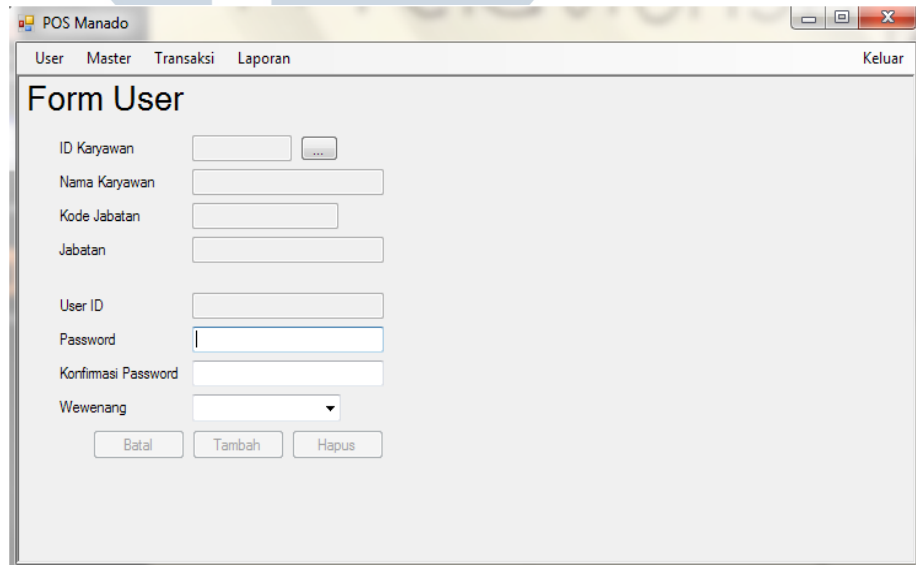 POS Manado
User Master Transaksi Laporan Keluar
Form User
ID Karyawan ...
Nama Karyawan
Kode Jabatan
Jabatan
User ID
Password
Konfirmasi Password
Wewenang
Batal Tambah Hapus